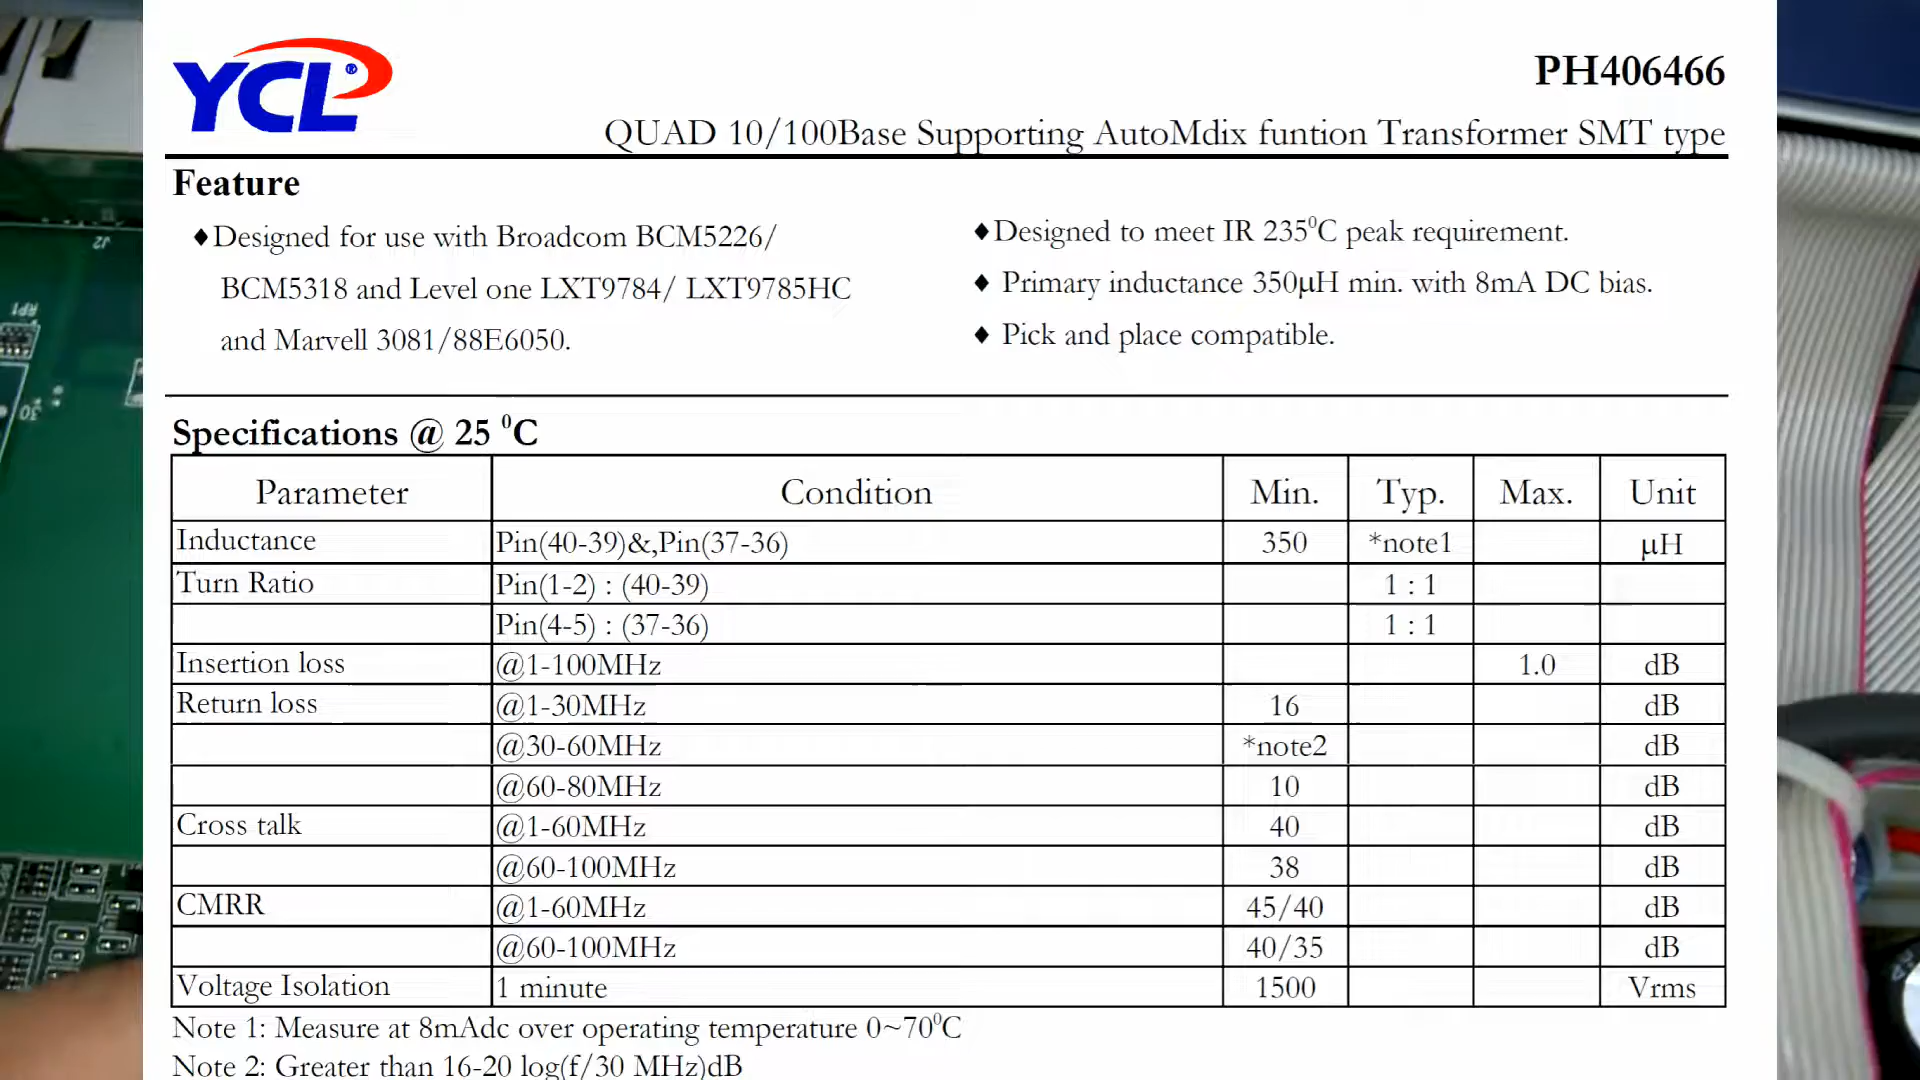 YCL®
PH406466
QUAD 10/100Base Supporting AutoMdix funtion Transformer SMT type
Feature
♦Designed for use with Broadcom BCM5226/
BCM5318 and Level one LXT9784/ LXT9785HC
and Marvell 3081/88E6050.
♦Designed to meet IR 235⁰C peak requirement.
♦ Primary inductance 350μH min. with 8mA DC bias.
♦ Pick and place compatible.
Specifications @ 25 ⁰C
Parameter Condition Min. Typ. Max. Unit
Inductance Pin(40-39)&,Pin(37-36) 350 *note1 μH
Turn Ratio Pin(1-2) : (40-39) 1 : 1
Pin(4-5) : (37-36) 1 : 1
Insertion loss @1-100MHz 1.0 dB
Return loss @1-30MHz 16 dB
@30-60MHz *note2 dB
@60-80MHz 10 dB
Cross talk @1-60MHz 40 dB
@60-100MHz 38 dB
CMRR @1-60MHz 45/40 dB
@60-100MHz 40/35 dB
Voltage Isolation 1 minute 1500 Vrms
Note 1: Measure at 8mAdc over operating temperature 0~70⁰C
Note 2: Greater than 16-20 log(f/30 MHz)dB
J2
RP1
30